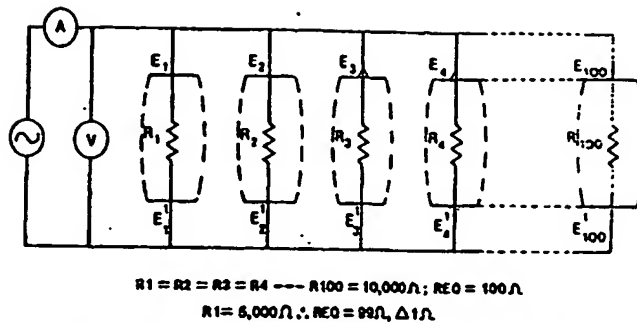 A
E1 E2 E3 E4 E100
V R1 R2 R3 R4 R100
E1' E2' E3' E4' E100'
R1 = R2 = R3 = R4 ---- R100 = 10,000Ω; REQ = 100Ω
R1 = 5,000Ω ∴ REQ = 99Ω, Δ1Ω